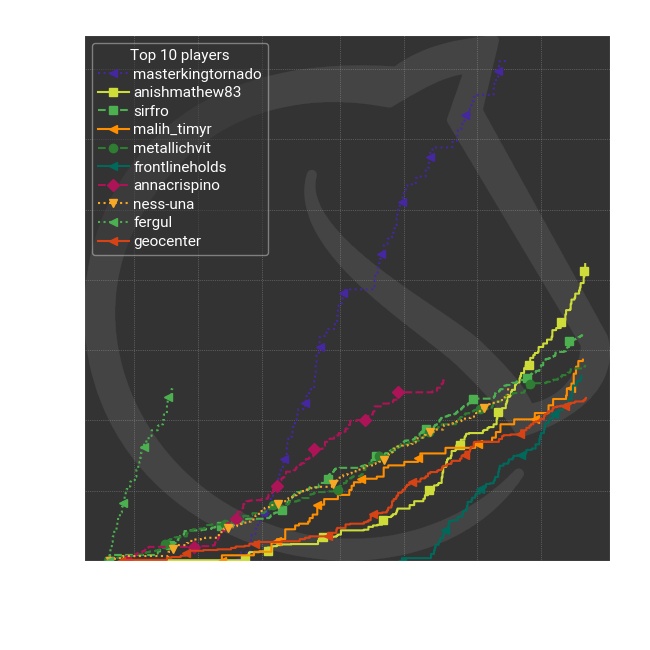 Top 10 players
masterkingtornado
anishmathew83
sirfro
malih_timyr
metallichvit
frontlineholds
annacrispino
ness-una
fergul
geocenter